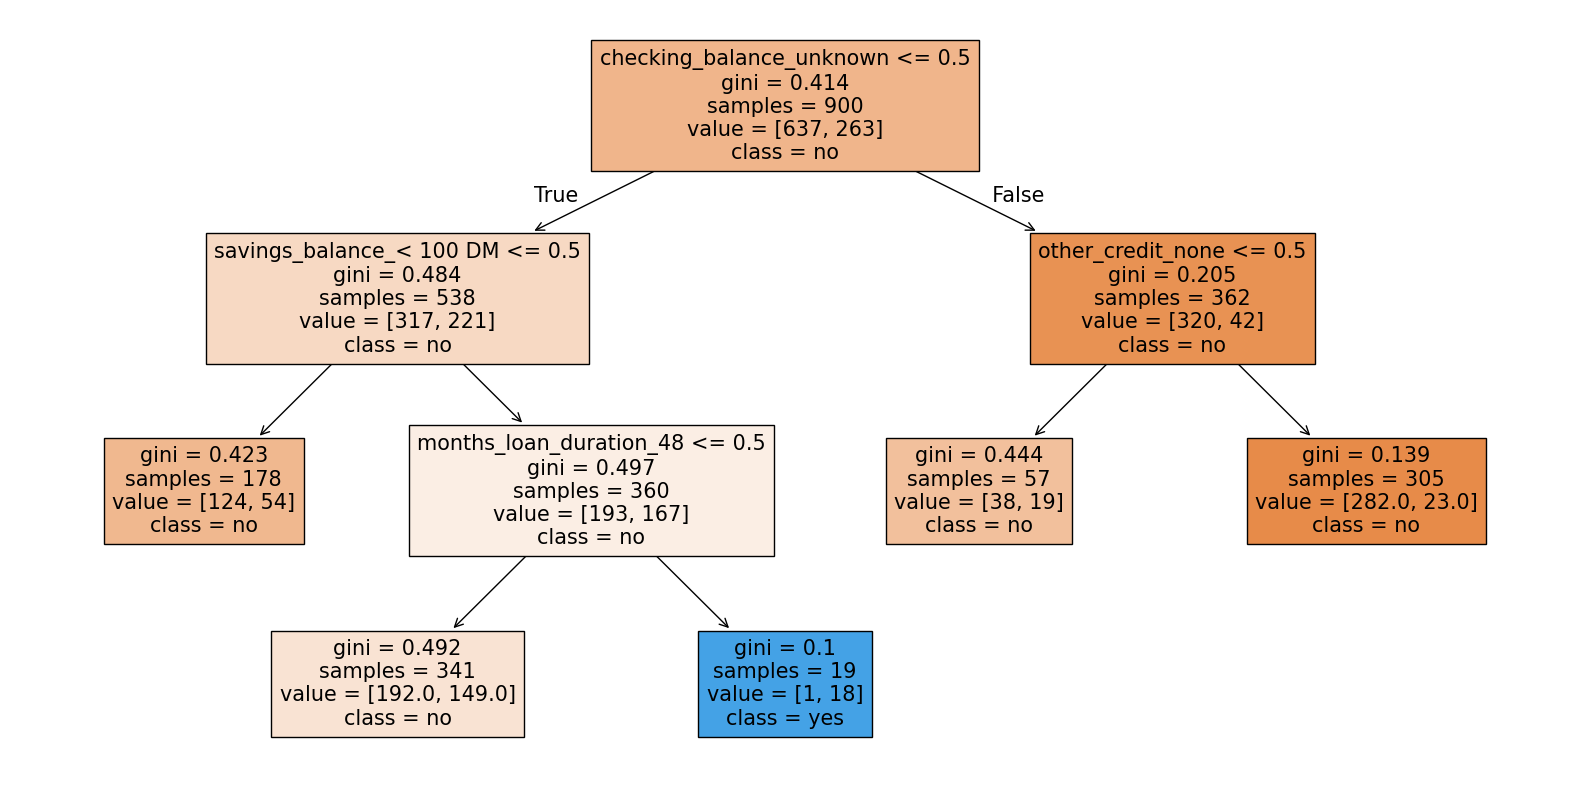 checking_balance_unknown <= 0.5
gini = 0.414
samples = 900
value = [637, 263]
class = no
True
False
savings_balance_< 100 DM <= 0.5
gini = 0.484
samples = 538
value = [317, 221]
class = no
other_credit_none <= 0.5
gini = 0.205
samples = 362
value = [320, 42]
class = no
gini = 0.423
samples = 178
value = [124, 54]
class = no
months_loan_duration_48 <= 0.5
gini = 0.497
samples = 360
value = [193, 167]
class = no
gini = 0.444
samples = 57
value = [38, 19]
class = no
gini = 0.139
samples = 305
value = [282.0, 23.0]
class = no
gini = 0.492
samples = 341
value = [192.0, 149.0]
class = no
gini = 0.1
samples = 19
value = [1, 18]
class = yes